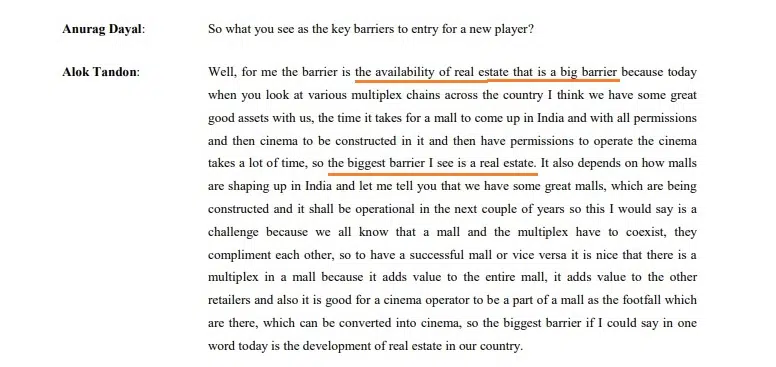 Anurag Dayal: So what you see as the key barriers to entry for a new player?
Alok Tandon: Well, for me the barrier is the availability of real estate that is a big barrier because today
when you look at various multiplex chains across the country I think we have some great
good assets with us, the time it takes for a mall to come up in India and with all permissions
and then cinema to be constructed in it and then have permissions to operate the cinema
takes a lot of time, so the biggest barrier I see is a real estate. It also depends on how malls
are shaping up in India and let me tell you that we have some great malls, which are being
constructed and it shall be operational in the next couple of years so this I would say is a
challenge because we all know that a mall and the multiplex have to coexist, they
compliment each other, so to have a successful mall or vice versa it is nice that there is a
multiplex in a mall because it adds value to the entire mall, it adds value to the other
retailers and also it is good for a cinema operator to be a part of a mall as the footfall which
are there, which can be converted into cinema, so the biggest barrier if I could say in one
word today is the development of real estate in our country.